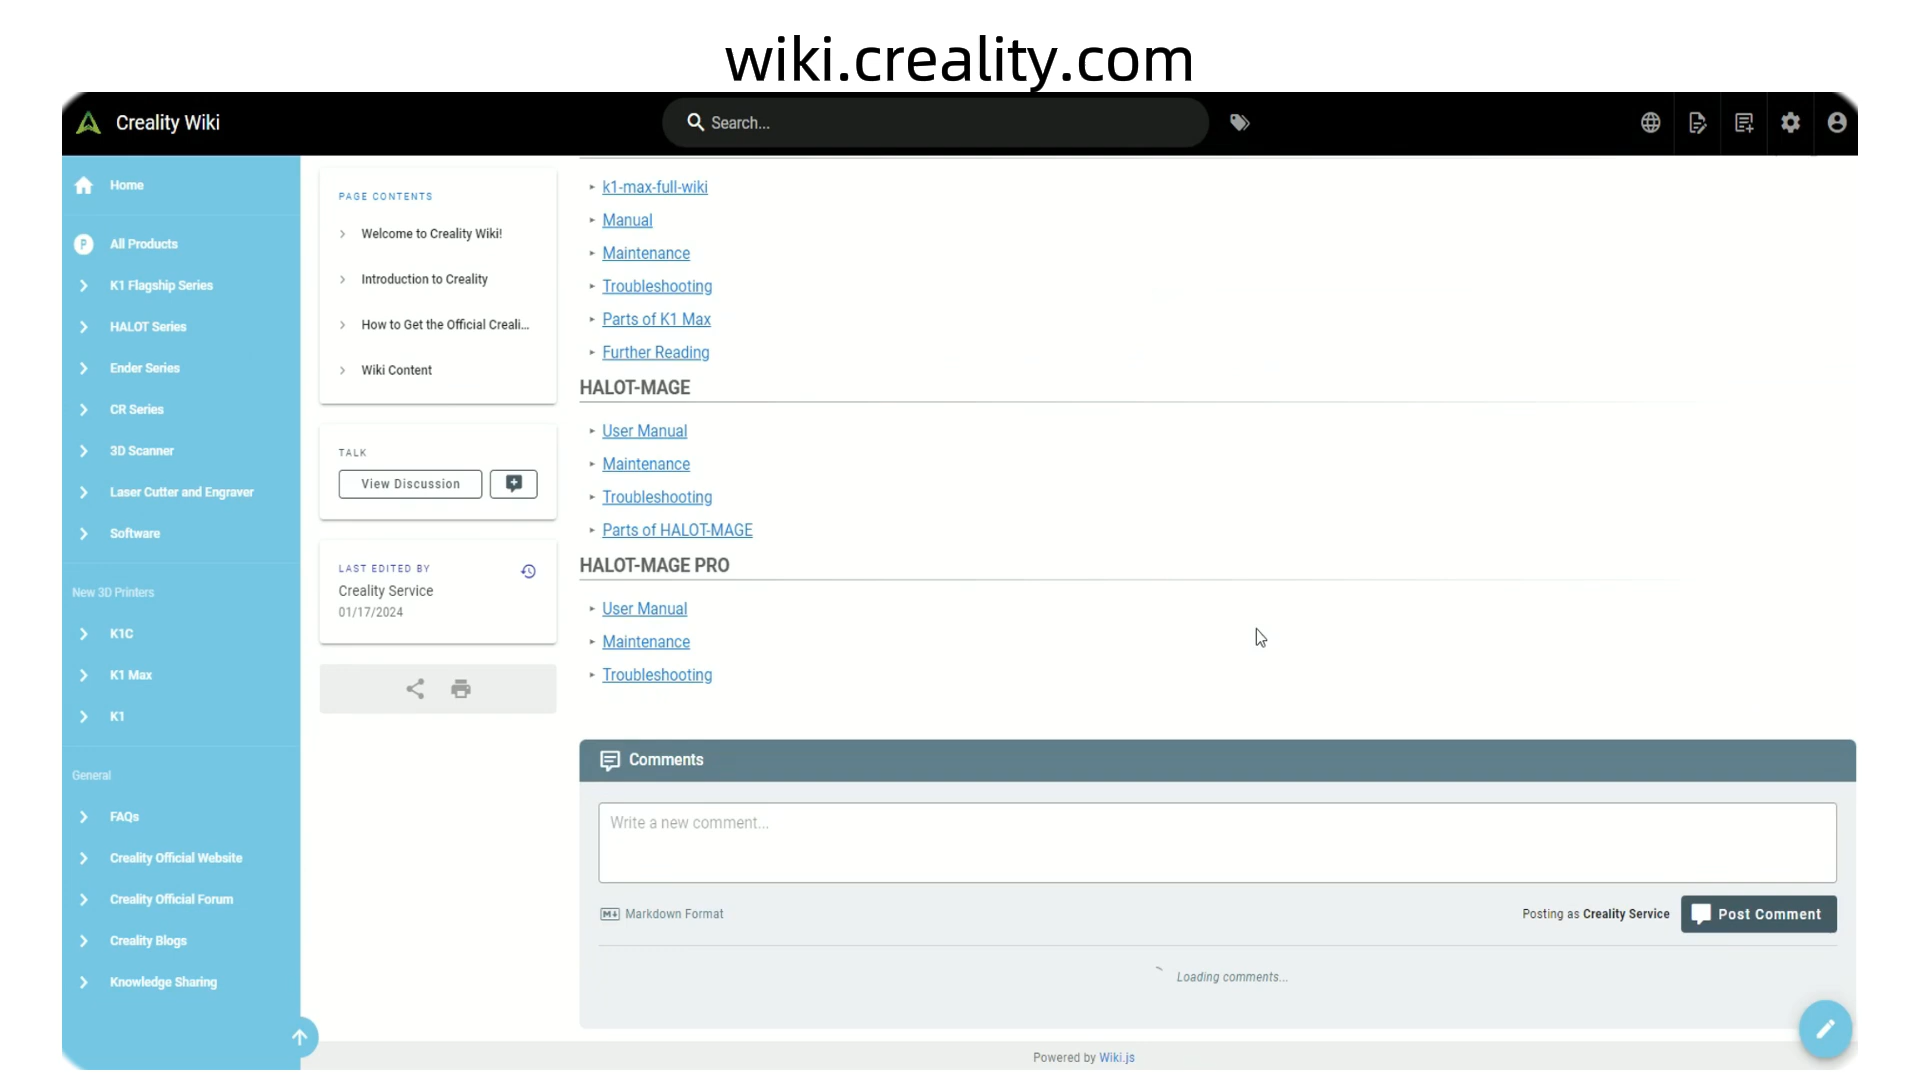 wiki.creality.com
Creality Wiki
Search...
Home
P
All Products
K1 Flagship Series
HALOT Series
Ender Series
CR Series
3D Scanner
Laser Cutter and Engraver
Software
New 3D Printers
K1C
K1 Max
K1
General
FAQs
Creality Official Website
Creality Official Forum
Creality Blogs
Knowledge Sharing
PAGE CONTENTS
Welcome to Creality Wiki!
Introduction to Creality
How to Get the Official Creali...
Wiki Content
TALK
View Discussion
LAST EDITED BY
Creality Service
01/17/2024
k1-max-full-wiki
Manual
Maintenance
Troubleshooting
Parts of K1 Max
Further Reading
HALOT-MAGE
User Manual
Maintenance
Troubleshooting
Parts of HALOT-MAGE
HALOT-MAGE PRO
User Manual
Maintenance
Troubleshooting
Comments
Write a new comment...
Markdown Format
Posting as Creality Service
Post Comment
Loading comments...
Powered by Wiki.js